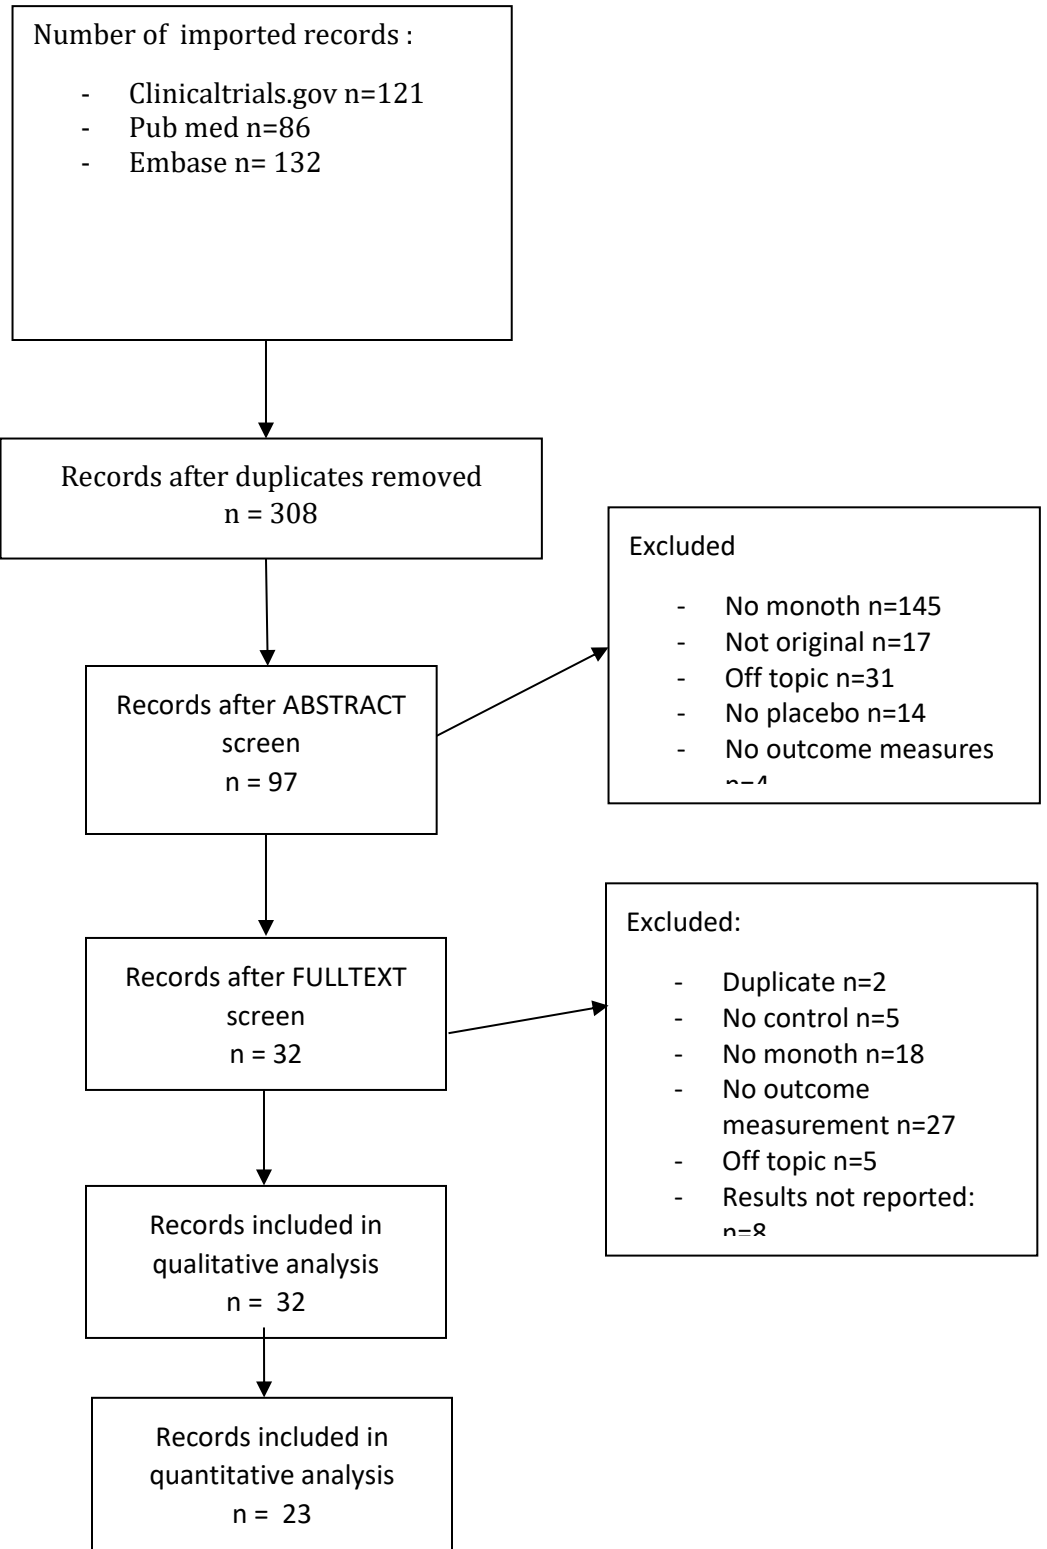 Number of imported records :
- Clinicaltrials.gov n=121
- Pub med n=86
- Embase n= 132
Records after duplicates removed
n = 308
Excluded
- No monoth n=145
- Not original n=17
- Off topic n=31
- No placebo n=14
- No outcome measures
n=4
Records after ABSTRACT
screen
n = 97
Excluded:
- Duplicate n=2
- No control n=5
- No monoth n=18
- No outcome
measurement n=27
- Off topic n=5
- Results not reported:
n=8
Records after FULLTEXT
screen
n = 32
Records included in
qualitative analysis
n = 32
Records included in
quantitative analysis
n = 23